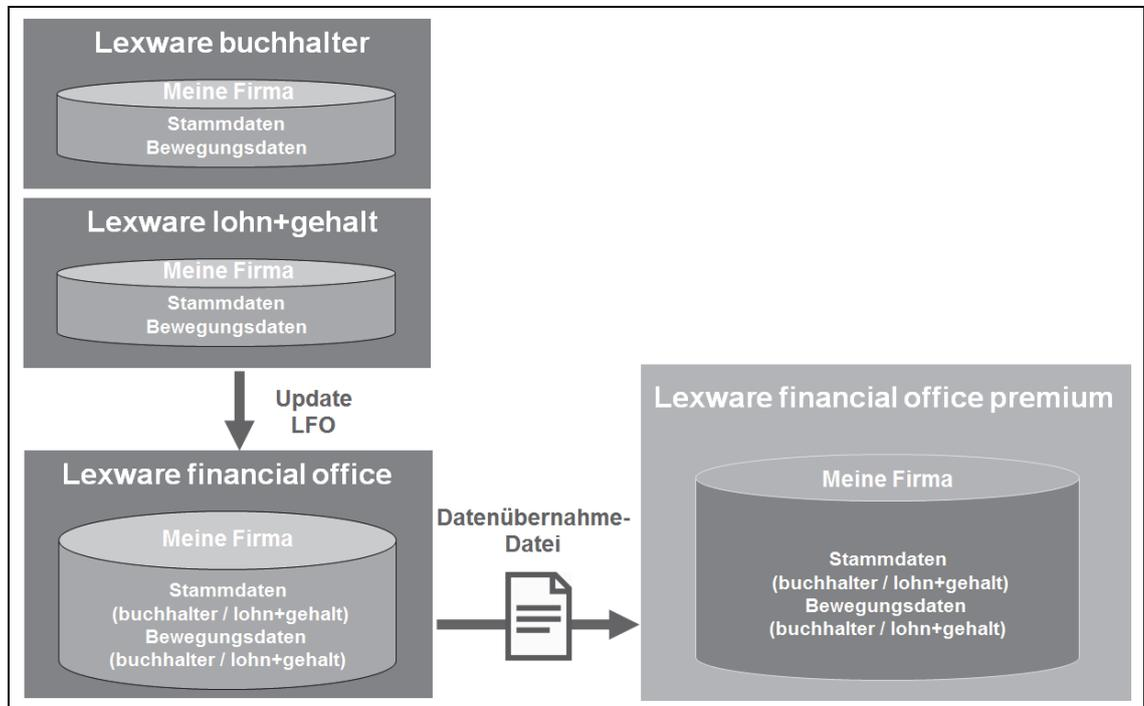 Lexware buchhalter
Meine Firma
Stammdaten
Bewegungsdaten
Lexware lohn+gehalt
Meine Firma
Stammdaten
Bewegungsdaten
Update
LFO
Lexware financial office
Meine Firma
Stammdaten
(buchhalter / lohn+gehalt)
Bewegungsdaten
(buchhalter / lohn+gehalt)
Datenübernahme-
Datei
Lexware financial office premium
Meine Firma
Stammdaten
(buchhalter / lohn+gehalt)
Bewegungsdaten
(buchhalter / lohn+gehalt)